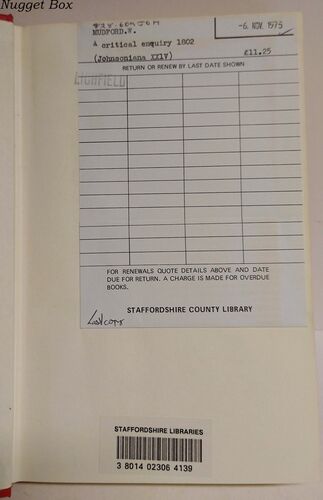 Nugget Box
MUDFORD.W.
-6. NOV. 1975
A critical enquiry 1802
(Johnsoniana XXIV) £11.25
RETURN OR RENEW BY LAST DATE SHOWN
LICHFIELD
FOR RENEWALS QUOTE DETAILS ABOVE AND DATE
DUE FOR RETURN. A CHARGE IS MADE FOR OVERDUE
BOOKS.
STAFFORDSHIRE COUNTY LIBRARY
STAFFORDSHIRE LIBRARIES
3 8014 02306 4139